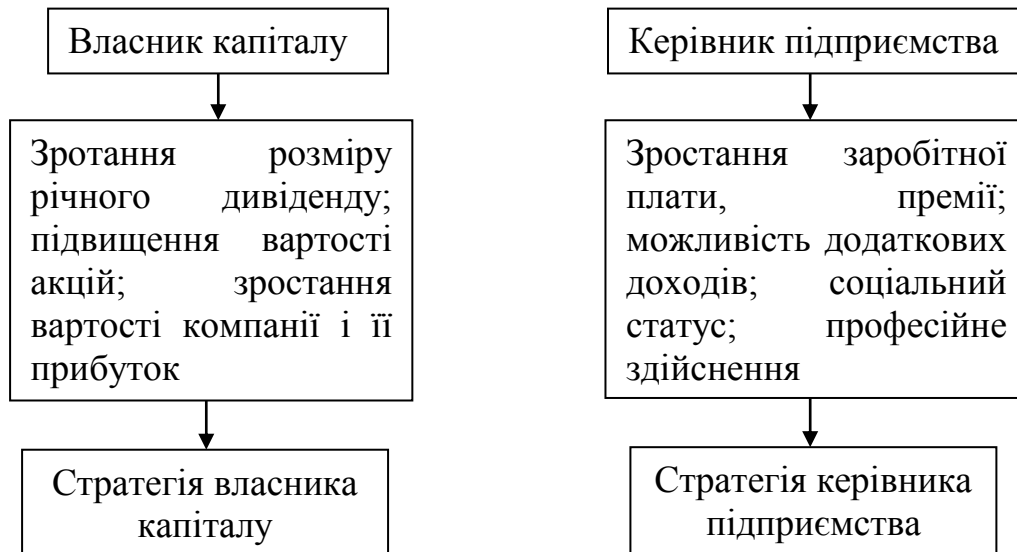 Власник капіталу
Зротання розміру
річного дивіденду;
підвищення вартості
акцій; зростання
вартості компанії і її
прибуток
Стратегія власника
капіталу
Керівник підприємства
Зростання заробітної
плати, премії;
можливість додаткових
доходів; соціальний
статус; професійне
здійснення
Стратегія керівника
підприємства